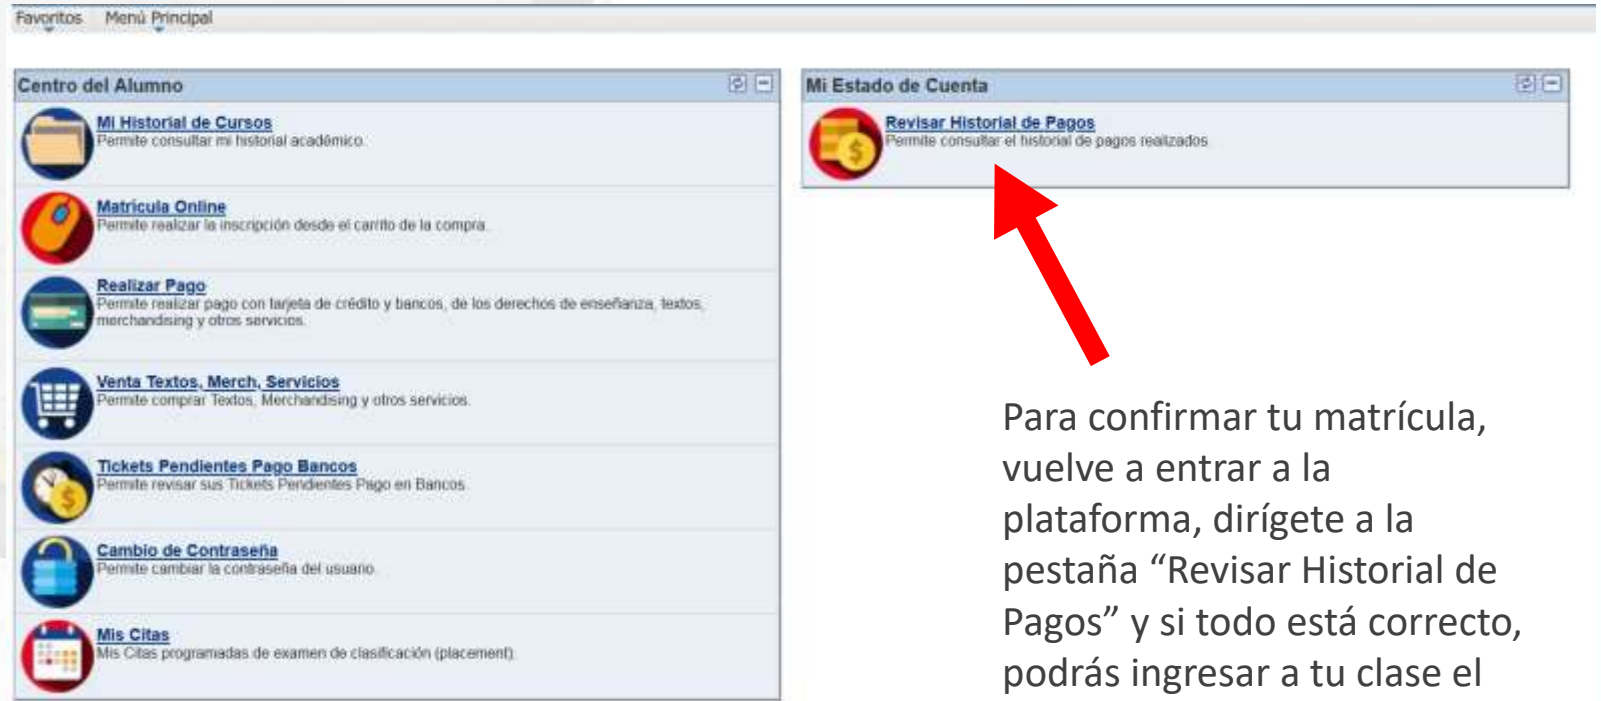 Favoritos Menú Principal
Centro del Alumno
Mi Historial de Cursos
Permite consultar mi historial académico.
Matrícula Online
Permite realizar la inscripción desde el carrito de la compra.
Realizar Pago
Permite realizar pago con tarjeta de crédito y bancos, de los derechos de enseñanza, textos,
merchandising y otros servicios.
Venta Textos, Merch, Servicios
Permite comprar Textos, Merchandising y otros servicios.
Tickets Pendientes Pago Bancos
Permite revisar sus Tickets Pendientes Pago en Bancos.
Cambio de Contraseña
Permite cambiar la contraseña del usuario.
Mis Citas
Mis Citas programadas de examen de clasificación (placement).
Mi Estado de Cuenta
Revisar Historial de Pagos
Permite consultar el historial de pagos realizados.
Para confirmar tu matrícula,
vuelve a entrar a la
plataforma, dirígete a la
pestaña “Revisar Historial de
Pagos” y si todo está correcto,
podrás ingresar a tu clase el